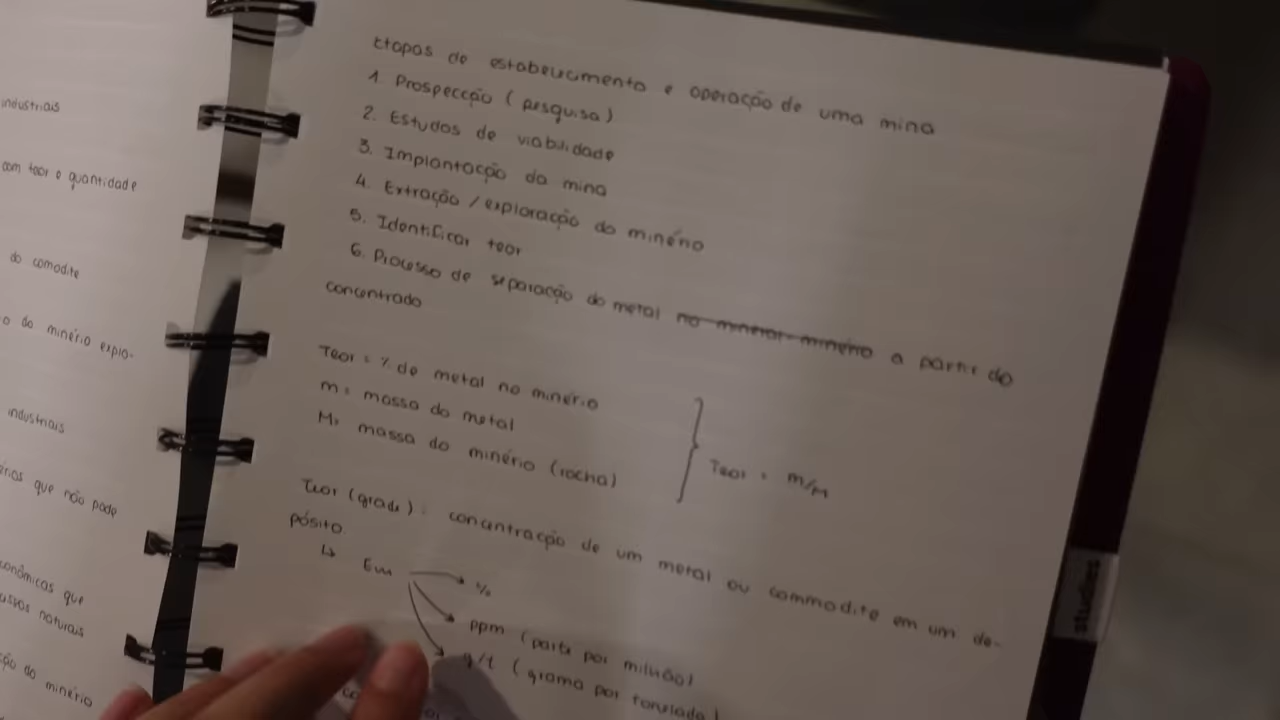 industriais
com teor e quantidade
do comodite
do minério explo-
industriais
que não pode
conômicas que
naturais
do minério
Etapas de estabelecimento e operação de uma mina
1. Prospecção (pesquisa)
2. Estudos de viabilidade
3. Implantação da mina
4. Extração / exploração do minério
5. Identificar teor
6. Processo de separação do metal no mineral minério a partir do
concentrado
Teor = % de metal no minério
m = massa do metal
M = massa do minério (rocha)
Teor = m/M
Teor (grade): concentração de um metal ou commodite em um de-
pósito.
↳ Em
%
ppm (parte por milhão)
g/t (grama por tonelada)
studies